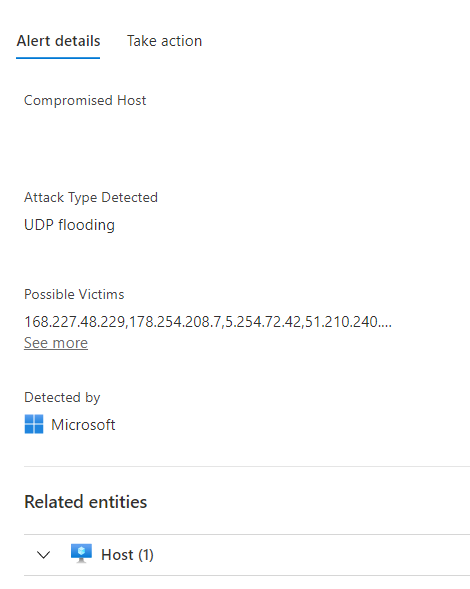 Alert details Take action
Compromised Host
Attack Type Detected
UDP flooding
Possible Victims
168.227.48.229,178.254.208.7,5.254.72.42,51.210.240....
See more
Detected by
Microsoft
Related entities
Host (1)